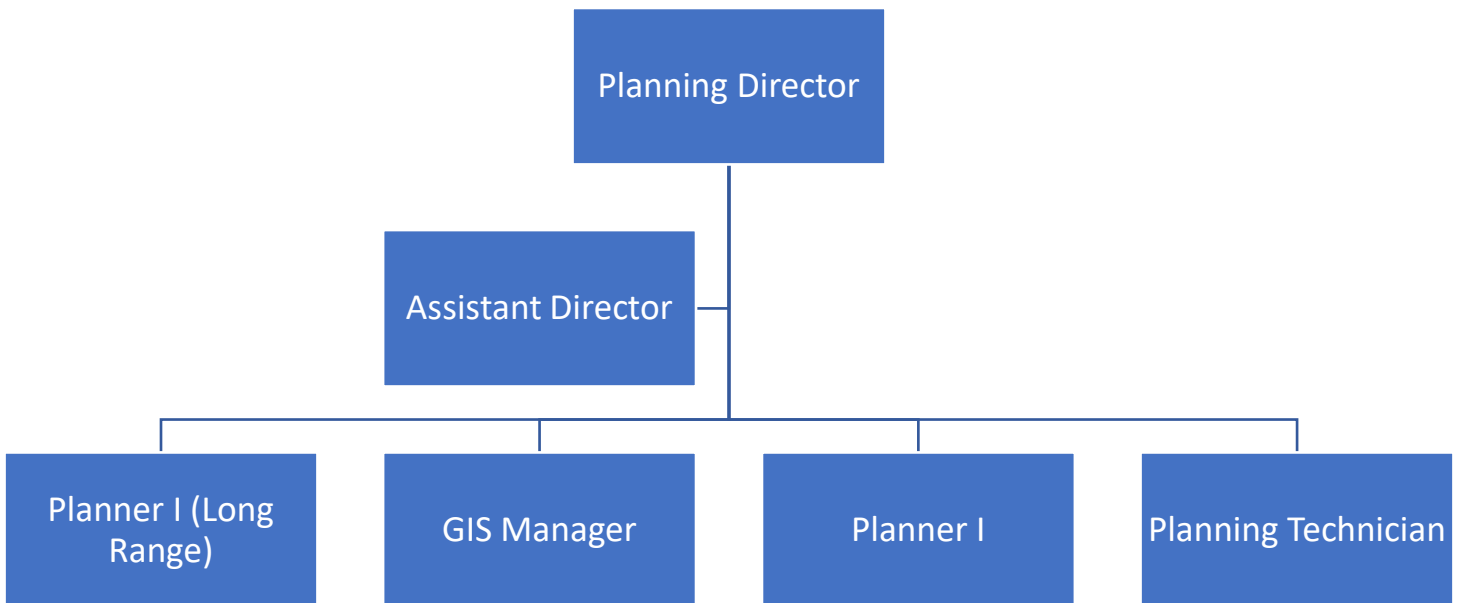 Planning Director
Assistant Director
Planner I (Long
Range)
GIS Manager
Planner I
Planning Technician